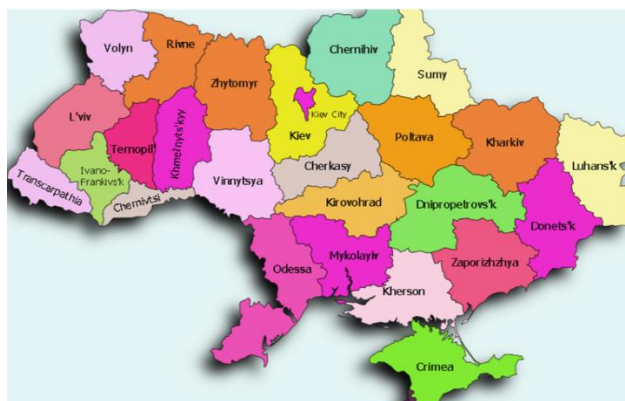 Volyn
Rivne
Zhytomyr
Chernihiv
Sumy
Kiev City
Kiev
L'viv
Ternopil'
Khmelnyts'kyy
Poltava
Kharkiv
Luhans'k
Ivano-
Frankivs'k
Cherkasy
Transcarpathia
Chernivtsi
Vinnytsya
Kirovohrad
Dnipropetrovs'k
Donets'k
Odessa
Mykolayiv
Zaporizhzhya
Kherson
Crimea